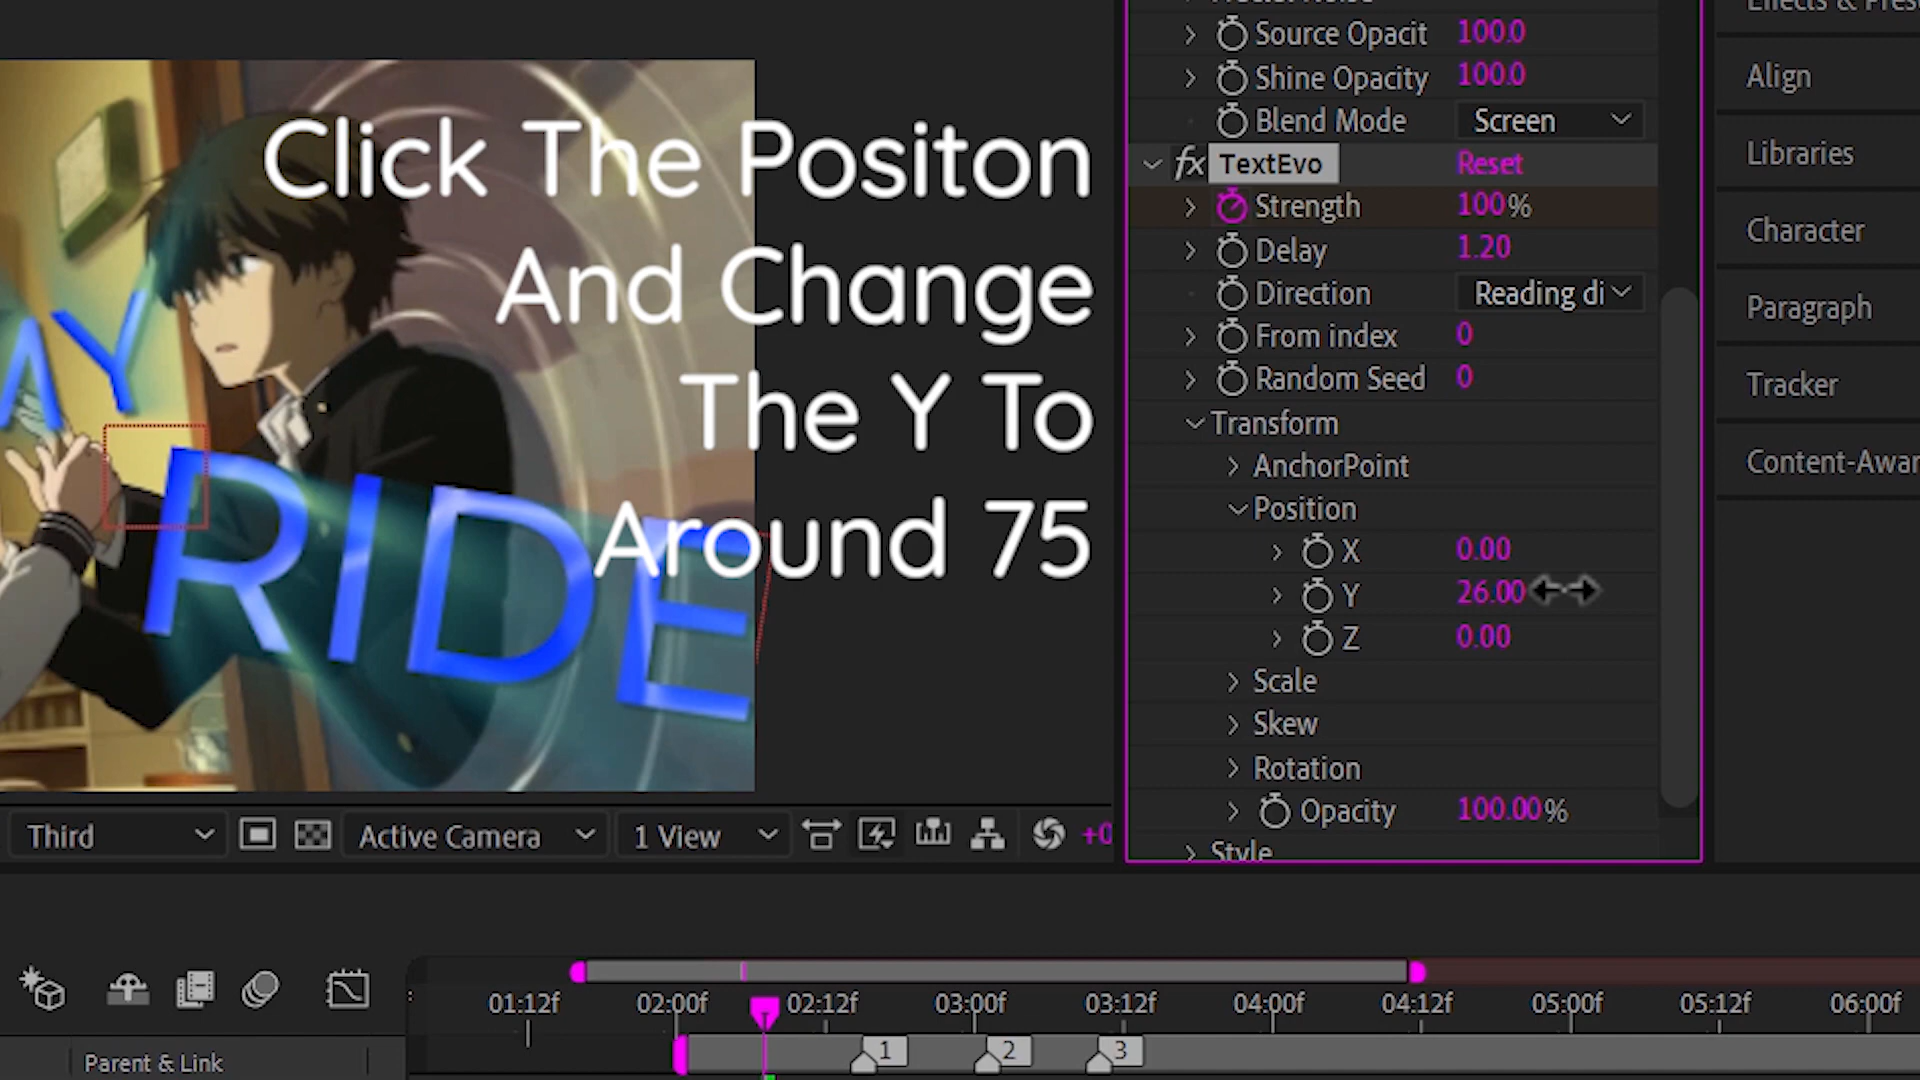 Source Opacit 100.0
Shine Opacity 100.0
Blend Mode Screen
fx TextEvo Reset
Strength 100%
Delay 1.20
Direction Reading di
From index 0
Random Seed 0
Transform
AnchorPoint
Position
X 0.00
Y 26.00
Z 0.00
Scale
Skew
Rotation
Opacity 100.00%
Style
Align
Libraries
Character
Paragraph
Tracker
Content-Awar
Click The Positon
And Change
The Y To
Around 75
AY
RIDE
Third Active Camera 1 View +0
01:12f 02:00f 02:12f 03:00f 03:12f 04:00f 04:12f 05:00f 05:12f 06:00f
1 2 3
Parent & Link